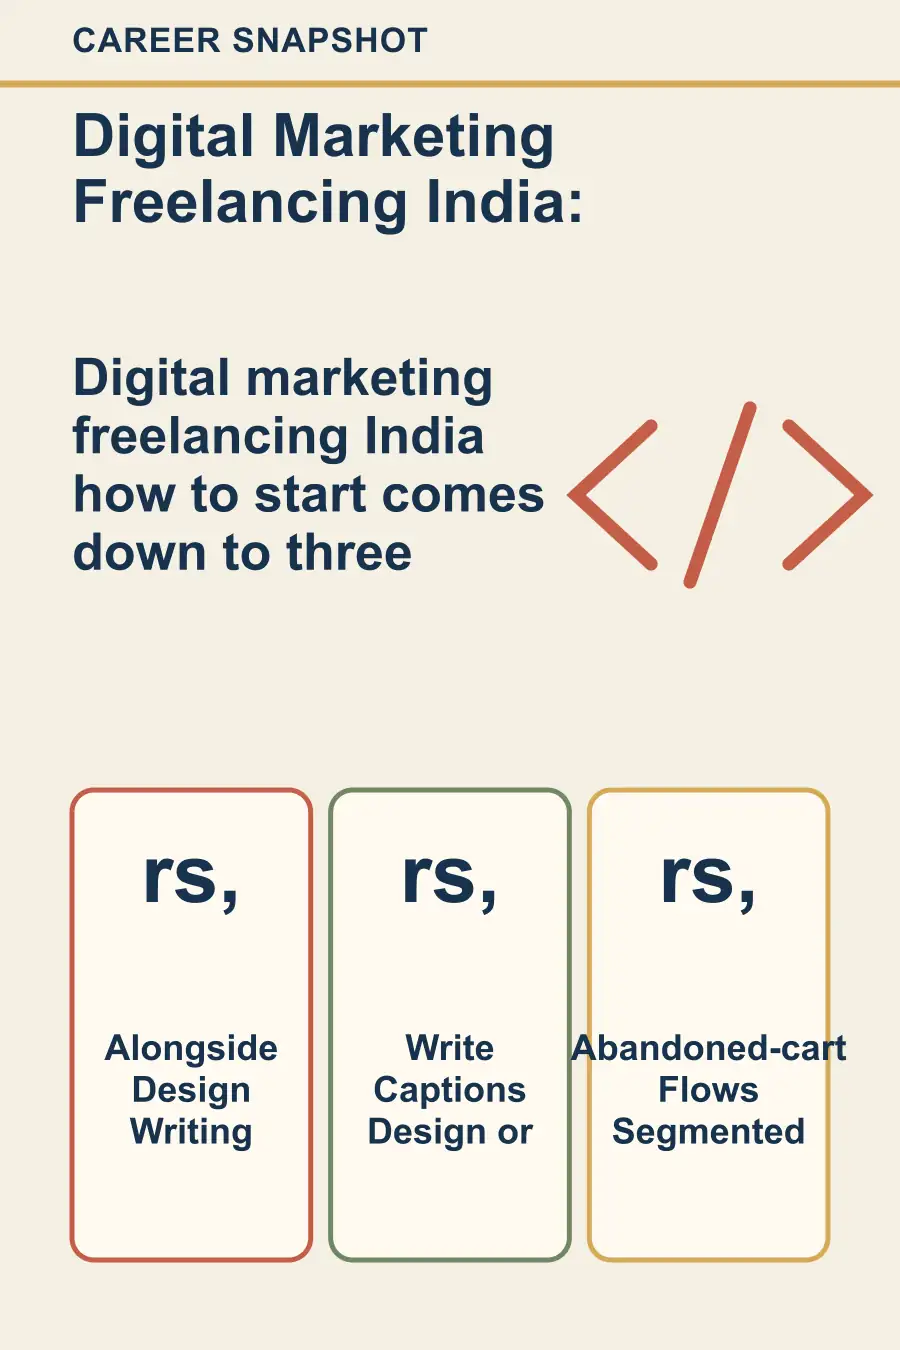 CAREER SNAPSHOT
Digital Marketing
Freelancing India:
Digital marketing
freelancing India
how to start comes
down to three
rs,
Alongside
Design
Writing
rs,
Write
Captions
Design or
rs,
Abandoned-cart
Flows
Segmented